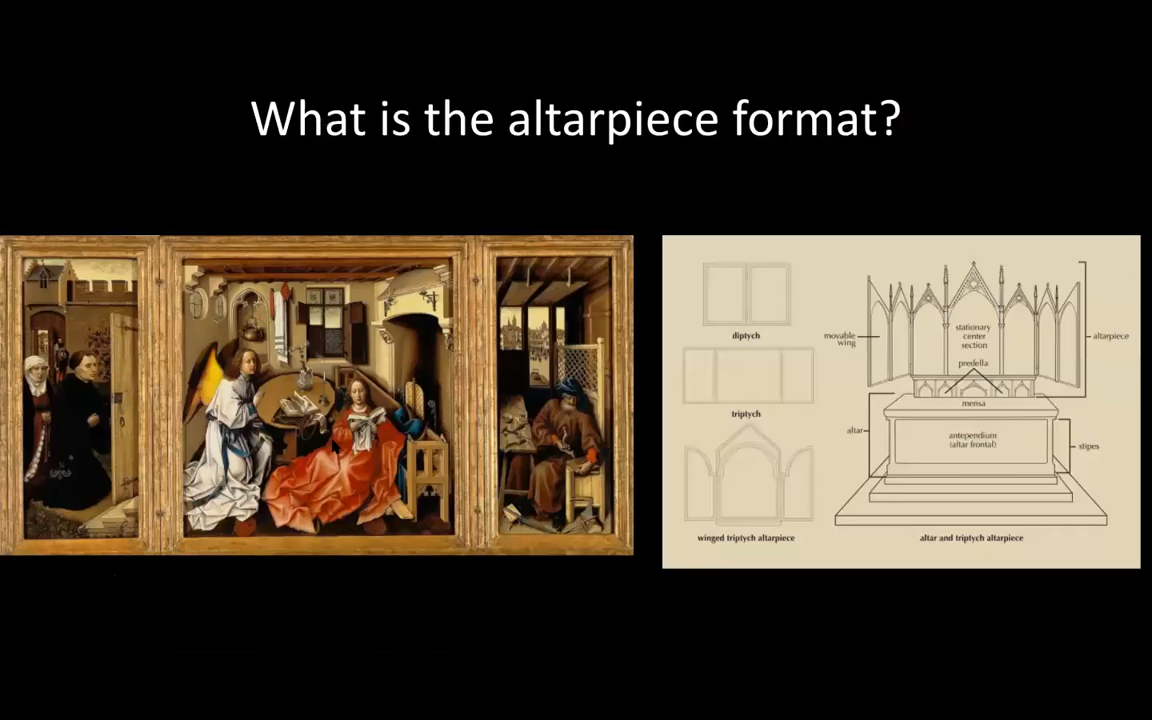 What is the altarpiece format?
diptych
triptych
winged triptych altarpiece
movable
wing
stationary
center
section
predella
mensa
altarpiece
altar
antependium
(altar frontal)
stipes
altar and triptych altarpiece